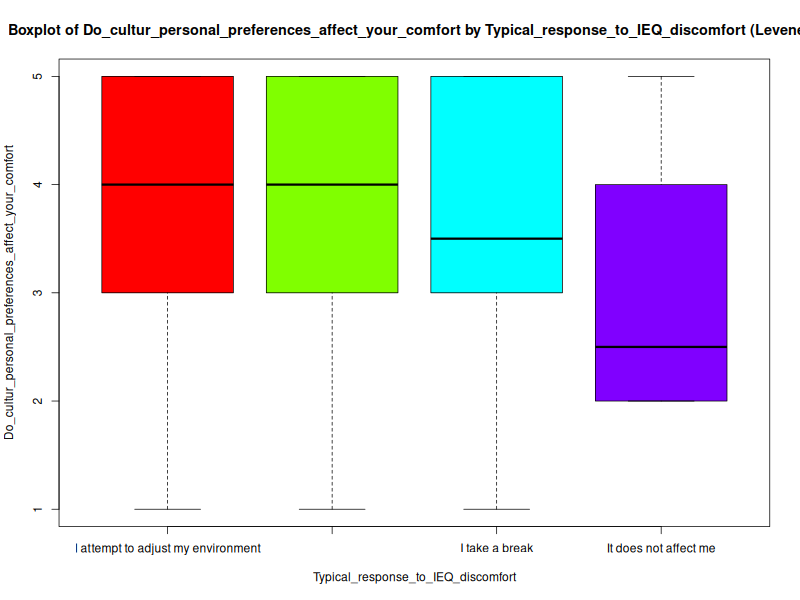 Boxplot of Do_cultur_personal_preferences_affect_your_comfort by Typical_response_to_IEQ_discomfort (Levene
Do_cultur_personal_preferences_affect_your_comfort
5
4
3
2
1
I attempt to adjust my environment I take a break It does not affect me
Typical_response_to_IEQ_discomfort